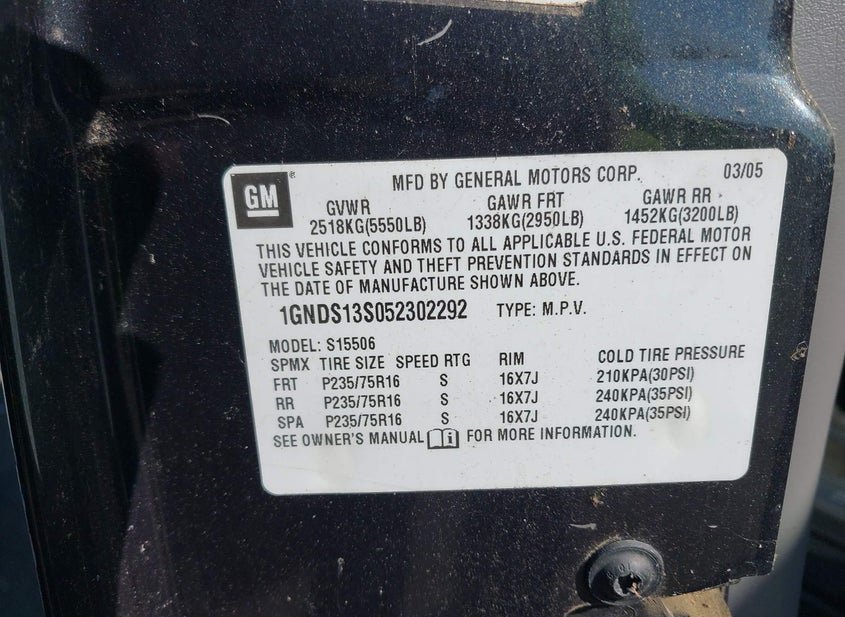 GM ® MFD BY GENERAL MOTORS CORP. 03/05
GVWR GAWR FRT GAWR RR
2518KG(5550LB) 1338KG(2950LB) 1452KG(3200LB)
THIS VEHICLE CONFORMS TO ALL APPLICABLE U.S. FEDERAL MOTOR
VEHICLE SAFETY AND THEFT PREVENTION STANDARDS IN EFFECT ON
THE DATE OF MANUFACTURE SHOWN ABOVE.
1GNDS13S052302292 TYPE: M.P.V.
MODEL: S15506
SPMX TIRE SIZE SPEED RTG RIM COLD TIRE PRESSURE
FRT P235/75R16 S 16X7J 210KPA(30PSI)
RR P235/75R16 S 16X7J 240KPA(35PSI)
SPA P235/75R16 S 16X7J 240KPA(35PSI)
SEE OWNER'S MANUAL i FOR MORE INFORMATION.